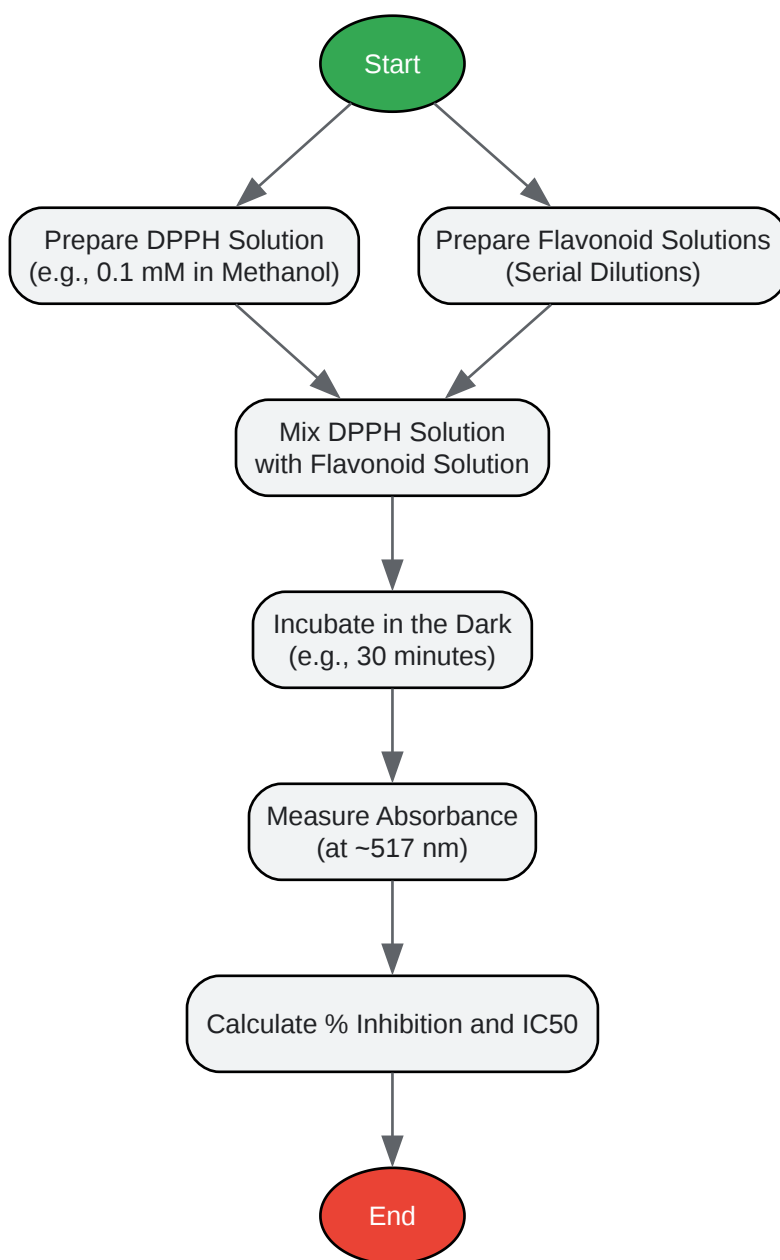 Start
Prepare DPPH Solution
(e.g., 0.1 mM in Methanol)
Prepare Flavonoid Solutions
(Serial Dilutions)
Mix DPPH Solution
with Flavonoid Solution
Incubate in the Dark
(e.g., 30 minutes)
Measure Absorbance
(at ~517 nm)
Calculate % Inhibition and IC50
End